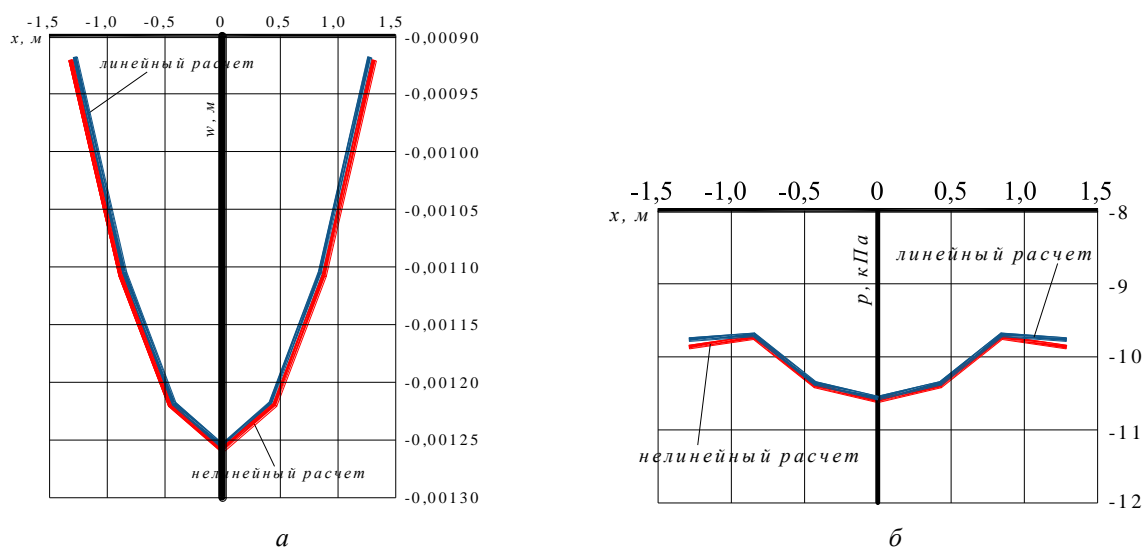 -1,5 -1,0 -0,5 0 0,5 1,0 1,5
x, м
-0,00090
линейный расчет
-0,00095
w, м
-0,00100
-0,00105
-0,00110
-0,00115
-0,00120
-0,00125
нелинейный расчет
-0,00130
а
-1,5 -1,0 -0,5 0 0,5 1,0 1,5
x, м
-8
p, кПа
линейный расчет
-9
-10
-11
нелинейный расчет
-12
б